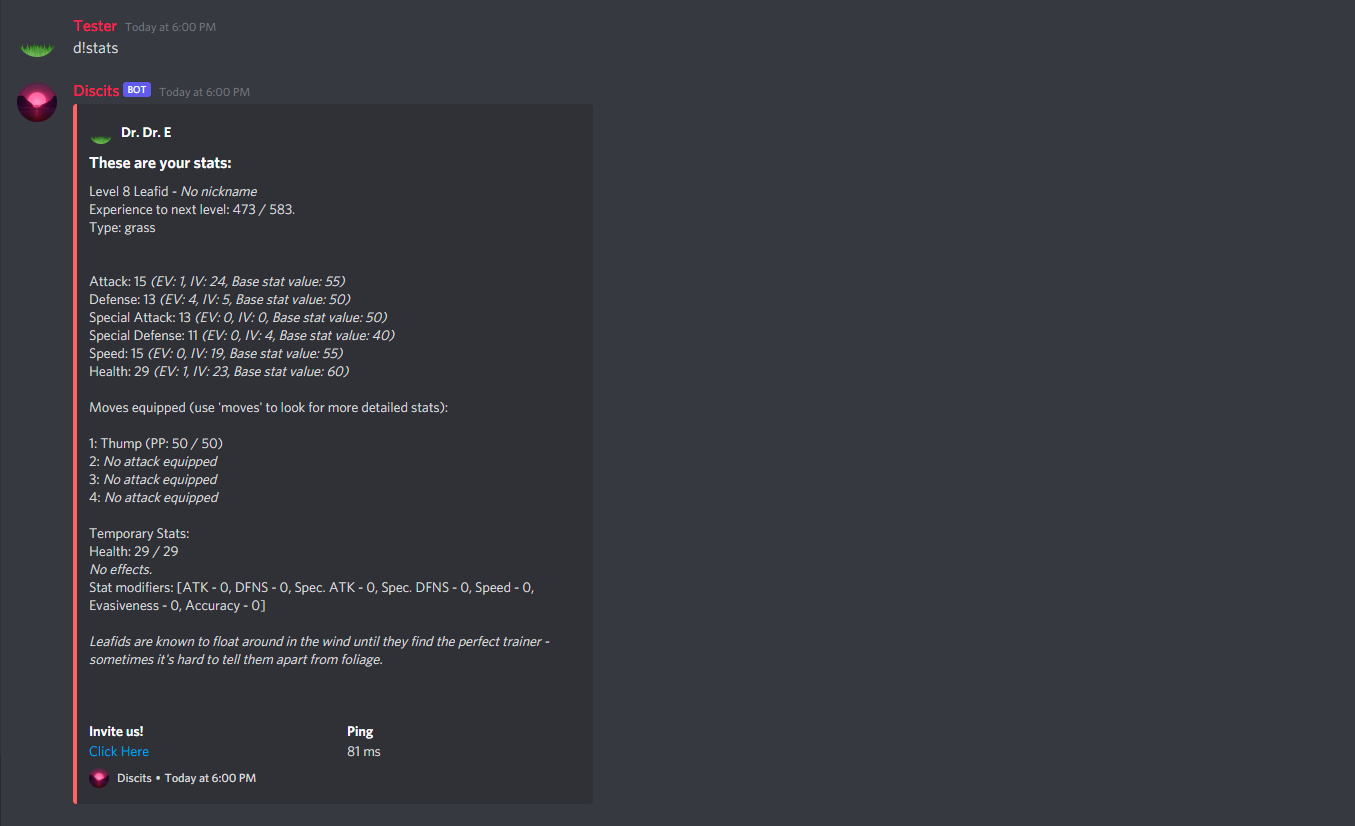 Tester Today at 6:00 PM
d!stats
Discits BOT Today at 6:00 PM
Dr. Dr. E
These are your stats:
Level 8 Leafid - No nickname
Experience to next level: 473 / 583.
Type: grass
Attack: 15 (EV: 1, IV: 24, Base stat value: 55)
Defense: 13 (EV: 4, IV: 5, Base stat value: 50)
Special Attack: 13 (EV: 0, IV: 0, Base stat value: 50)
Special Defense: 11 (EV: 0, IV: 4, Base stat value: 40)
Speed: 15 (EV: 0, IV: 19, Base stat value: 55)
Health: 29 (EV: 1, IV: 23, Base stat value: 60)
Moves equipped (use 'moves' to look for more detailed stats):
1: Thump (PP: 50 / 50)
2: No attack equipped
3: No attack equipped
4: No attack equipped
Temporary Stats:
Health: 29 / 29
No effects.
Stat modifiers: [ATK - 0, DFNS - 0, Spec. ATK - 0, Spec. DFNS - 0, Speed - 0,
Evasiveness - 0, Accuracy - 0]
Leafids are known to float around in the wind until they find the perfect trainer -
sometimes it's hard to tell them apart from foliage.
Invite us! Ping
Click Here 81 ms
Discits • Today at 6:00 PM